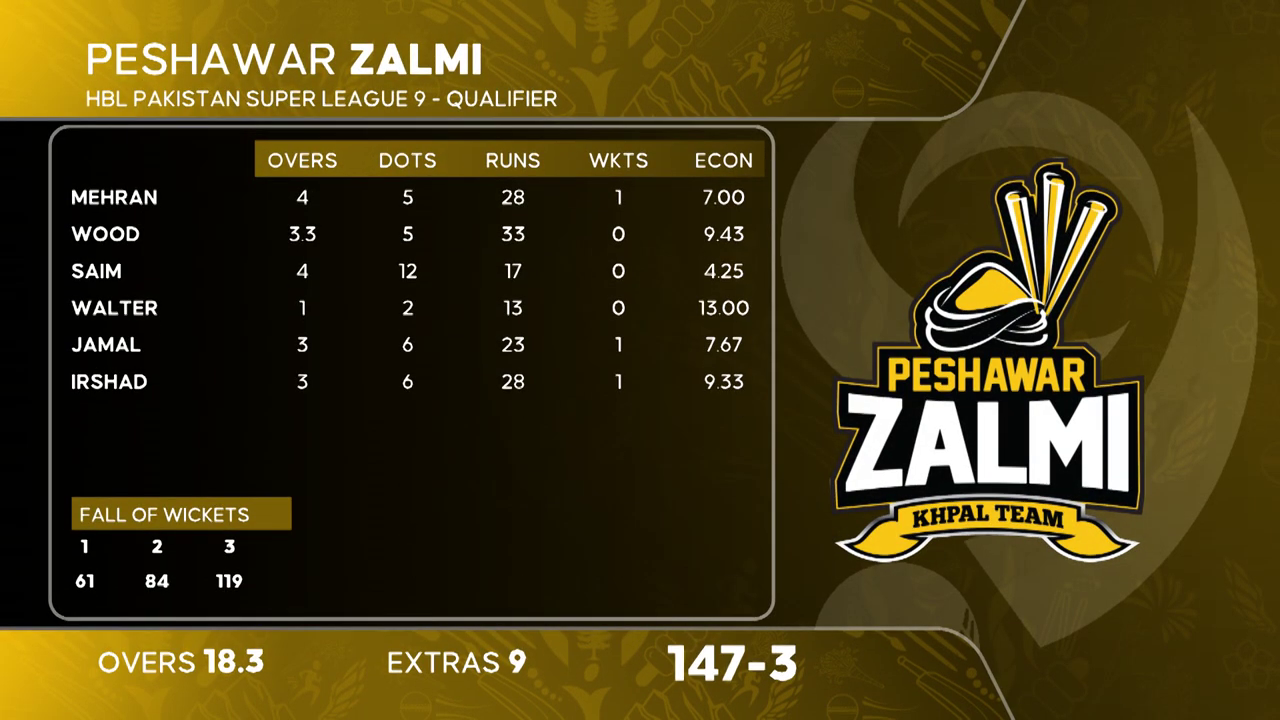 PESHAWAR ZALMI
HBL PAKISTAN SUPER LEAGUE 9 - QUALIFIER
OVERS DOTS RUNS WKTS ECON
MEHRAN 4 5 28 1 7.00
WOOD 3.3 5 33 0 9.43
SAIM 4 12 17 0 4.25
WALTER 1 2 13 0 13.00
JAMAL 3 6 23 1 7.67
IRSHAD 3 6 28 1 9.33
FALL OF WICKETS
1 2 3
61 84 119
PESHAWAR
ZALMI
KHPAL TEAM
OVERS 18.3 EXTRAS 9 147-3